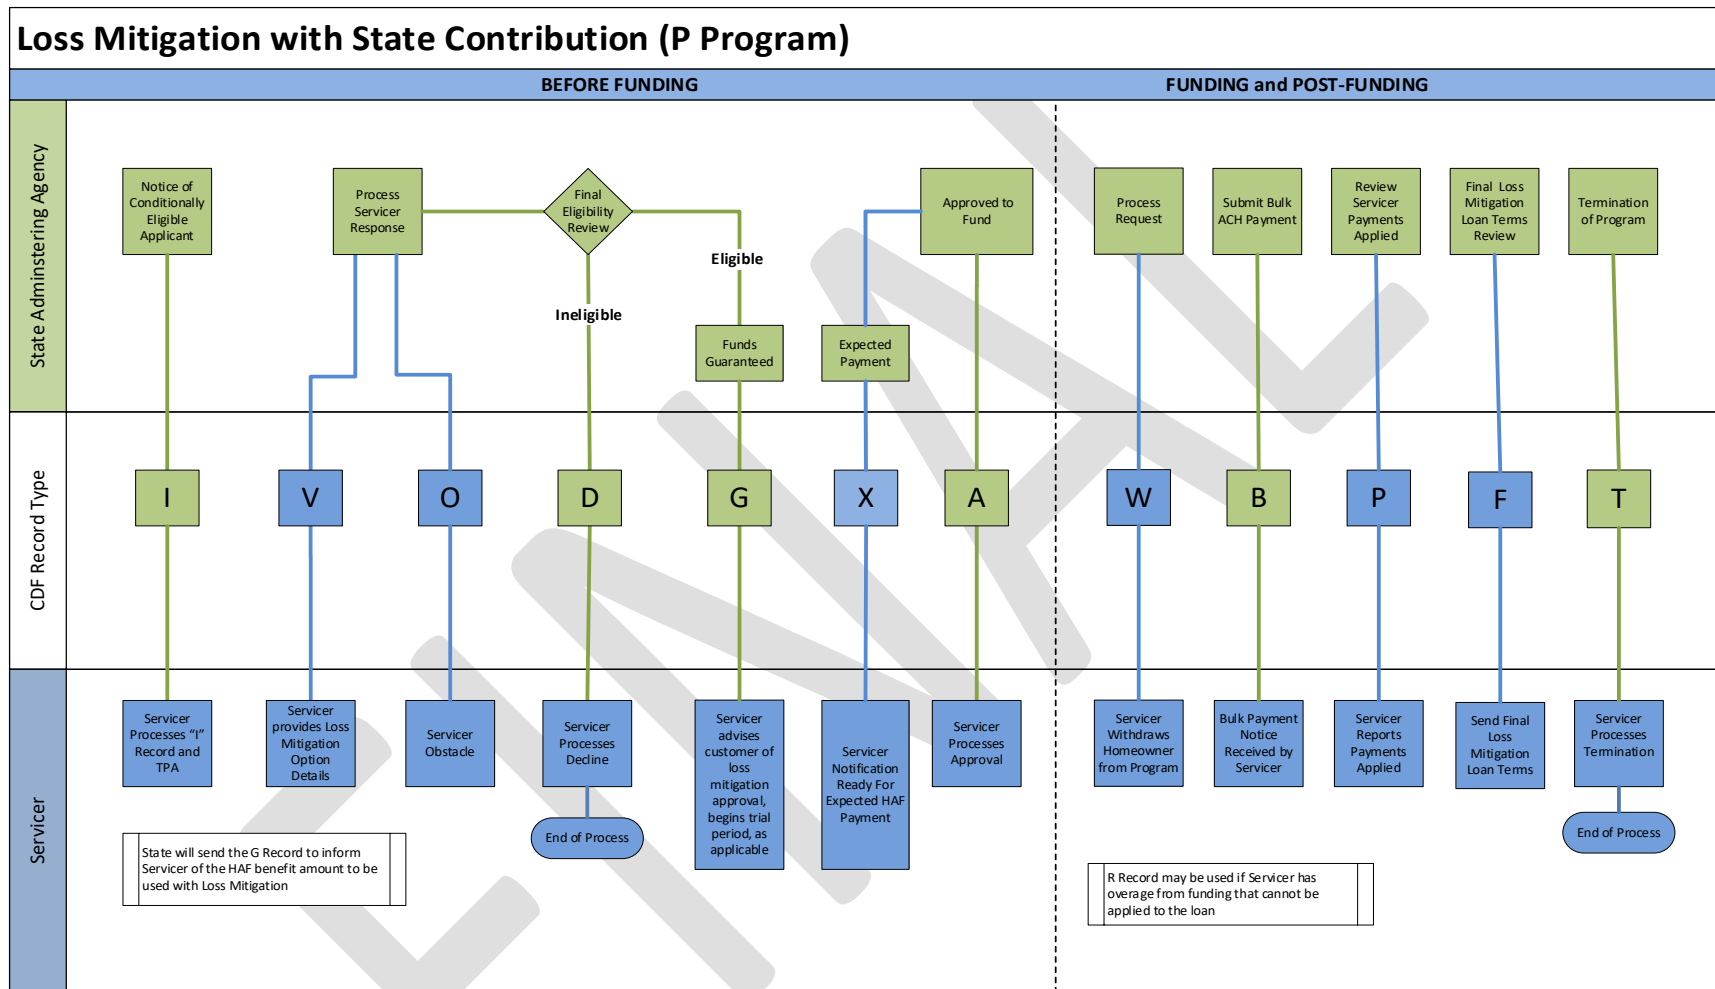 Loss Mitigation with State Contribution (P Program)
BEFORE FUNDING
FUNDING and POST-FUNDING
State Adminstering Agency
Notice of
Conditionally
Eligible
Applicant
Process
Servicer
Response
Final
Eligibility
Review
Approved to
Fund
Process
Request
Submit Bulk
ACH Payment
Review
Servicer
Payments
Applied
Final Loss
Mitigation
Loan Terms
Review
Termination
of Program
Eligible
Ineligible
Funds
Guaranteed
Expected
Payment
CDF Record Type
I
V
O
D
G
X
A
W
B
P
F
T
Servicer
Servicer
Processes “I”
Record and
TPA
Servicer
provides Loss
Mitigation
Option
Details
Servicer
Obstacle
Servicer
Processes
Decline
Servicer
advises
customer of
loss
mitigation
approval,
begins trial
period, as
applicable
Servicer
Notification
Ready For
Expected HAF
Payment
Servicer
Processes
Approval
Servicer
Withdraws
Homeowner
from Program
Bulk Payment
Notice
Received by
Servicer
Servicer
Reports
Payments
Applied
Send Final
Loss
Mitigation
Loan Terms
Servicer
Processes
Termination
End of Process
End of Process
State will send the G Record to inform
Servicer of the HAF benefit amount to be
used with Loss Mitigation
R Record may be used if Servicer has
overage from funding that cannot be
applied to the loan
FINAL